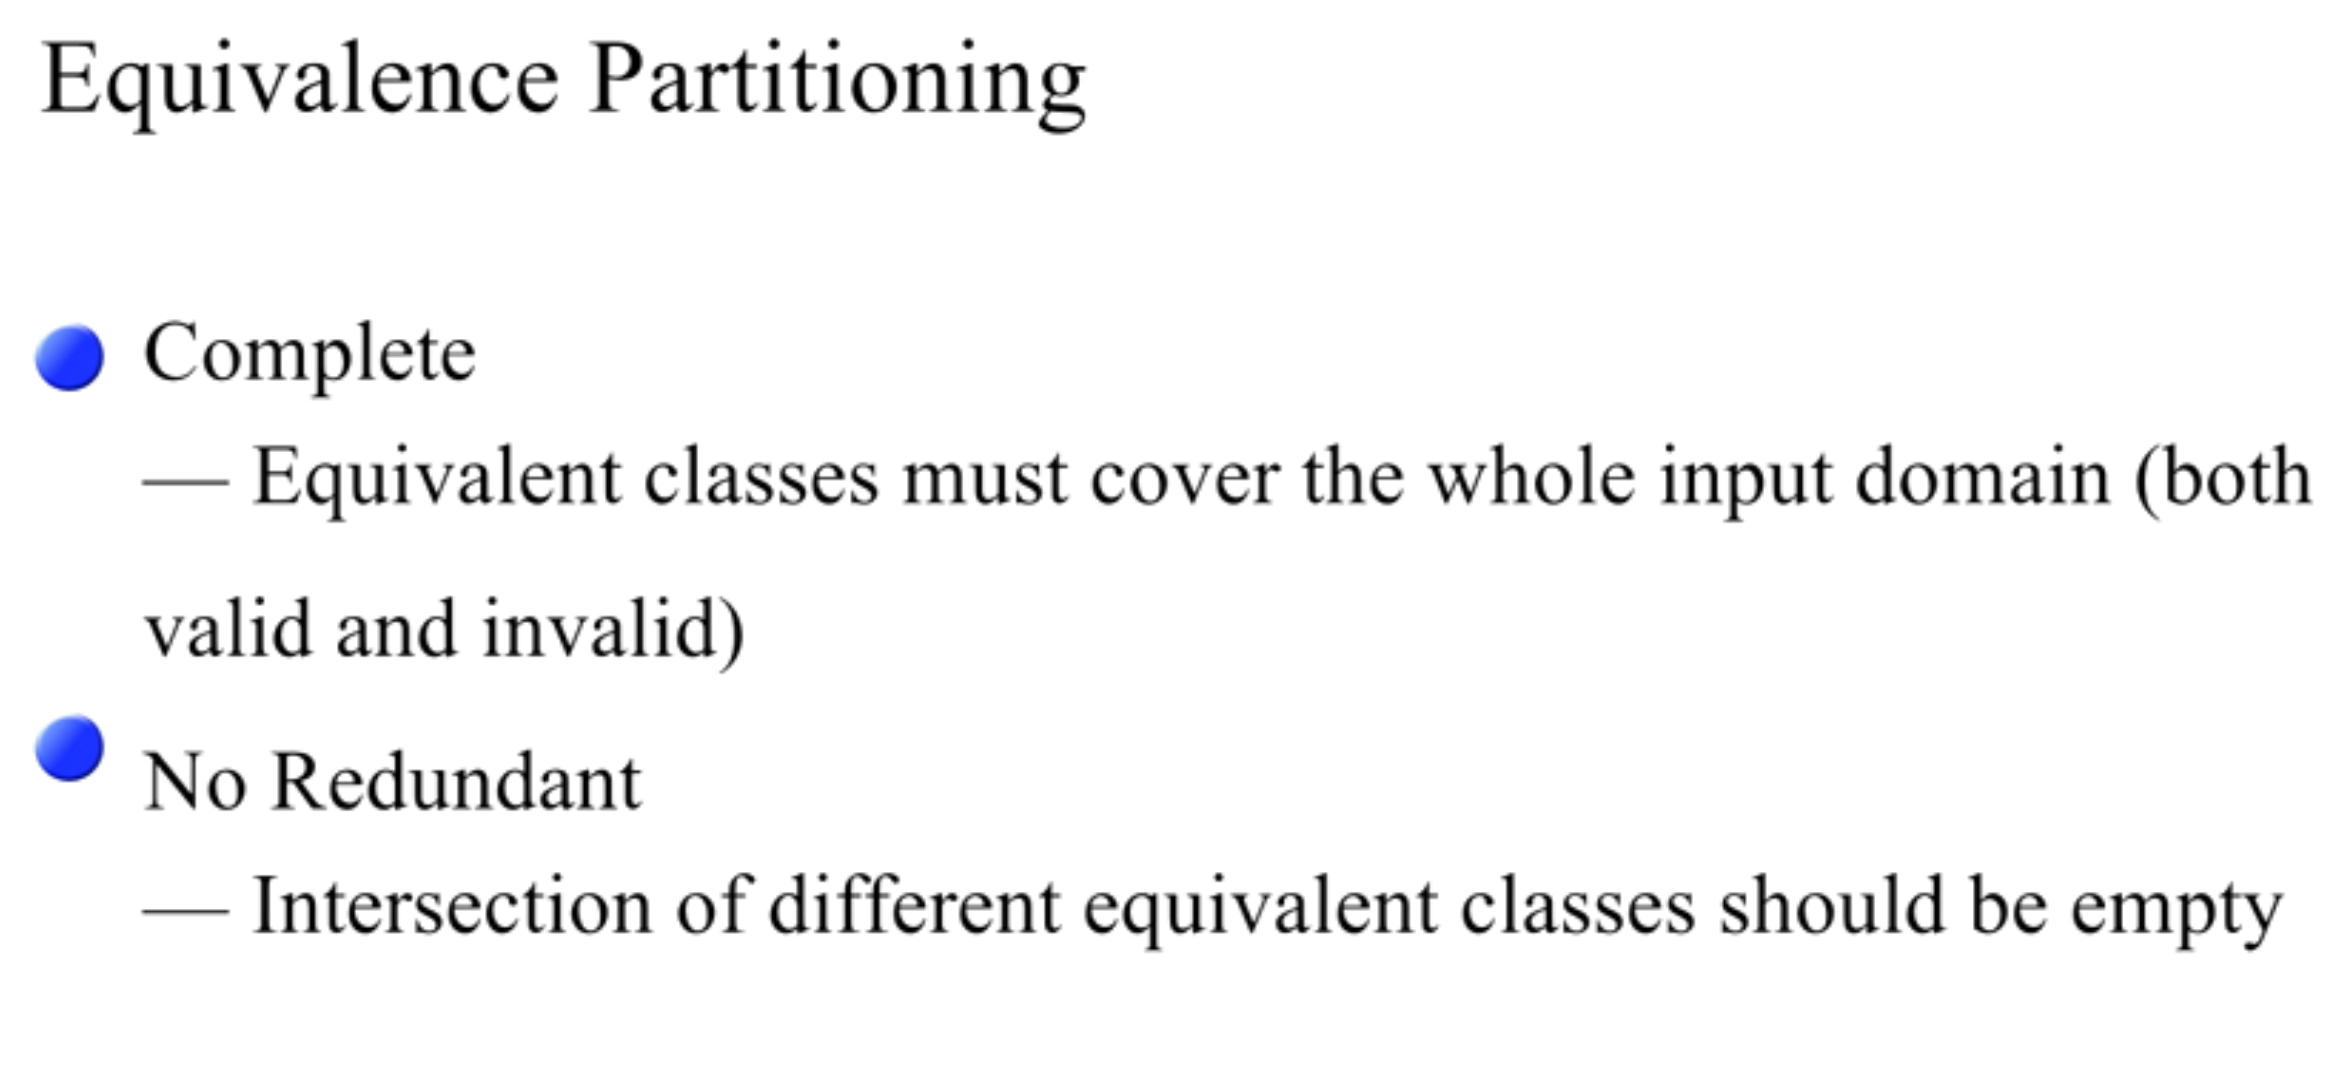 Equivalence Partitioning
Complete
— Equivalent classes must cover the whole input domain (both
valid and invalid)
No Redundant
— Intersection of different equivalent classes should be empty